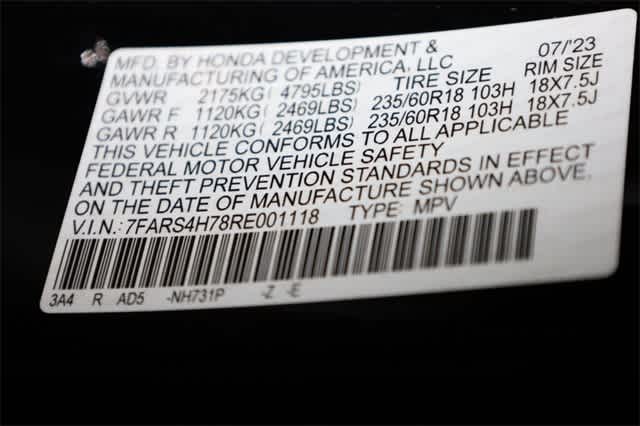 MFD. BY HONDA DEVELOPMENT & 07/'23
MANUFACTURING OF AMERICA, LLC
TIRE SIZE RIM SIZE
GVWR 2175KG( 4795LBS)
GAWR F 1120KG( 2469LBS) 235/60R18 103H 18X7.5J
GAWR R 1120KG( 2469LBS) 235/60R18 103H 18X7.5J
THIS VEHICLE CONFORMS TO ALL APPLICABLE
FEDERAL MOTOR VEHICLE SAFETY
AND THEFT PREVENTION STANDARDS IN EFFECT
ON THE DATE OF MANUFACTURE SHOWN ABOVE.
V.I.N.:7FARS4H78RE001118 TYPE: MPV
3A4 R AD5 -NH731P -Z -E